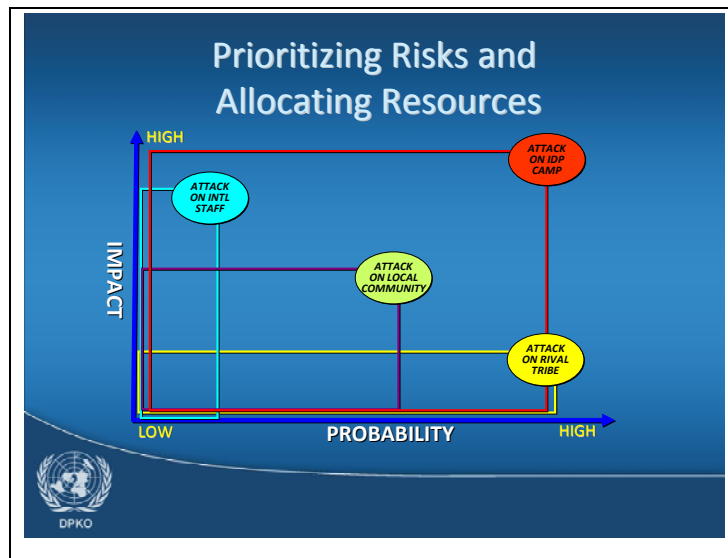 Prioritizing Risks and
Allocating Resources
HIGH
ATTACK
ON IDP
CAMP
ATTACK
ON INTL
STAFF
IMPACT
ATTACK
ON LOCAL
COMMUNITY
ATTACK
ON RIVAL
TRIBE
LOW
PROBABILITY
HIGH
DPKO